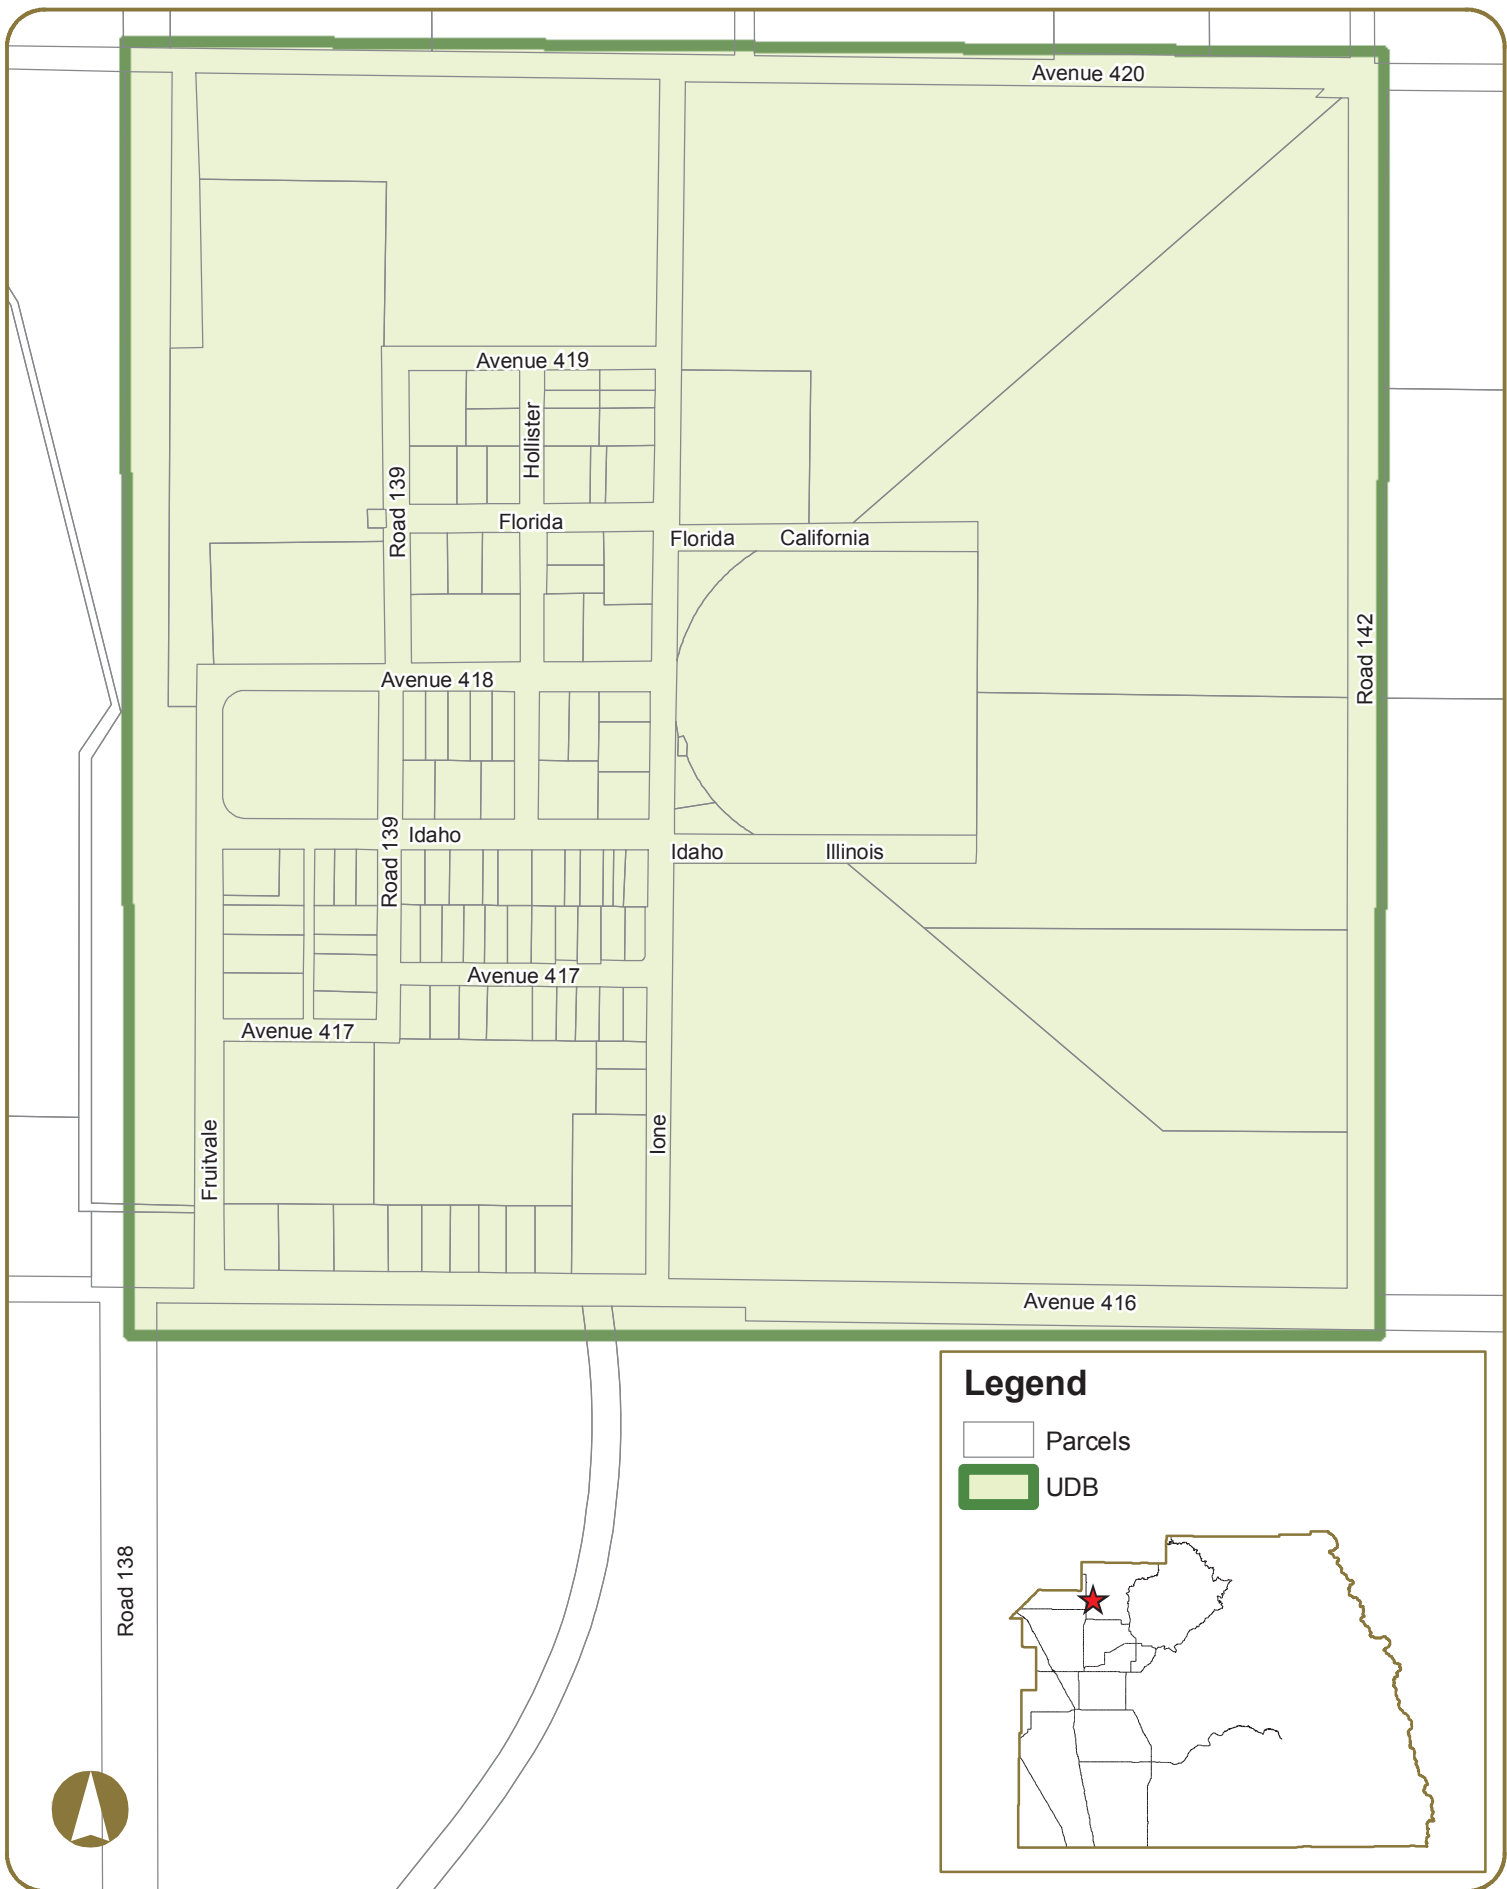 Avenue 420
Avenue 419
Hollister
Road 139
Florida
Florida
California
Road 142
Avenue 418
Road 139
Idaho
Idaho
Illinois
Avenue 417
Avenue 417
Ione
Fruitvale
Avenue 416
Legend
Parcels
UDB
Road 138